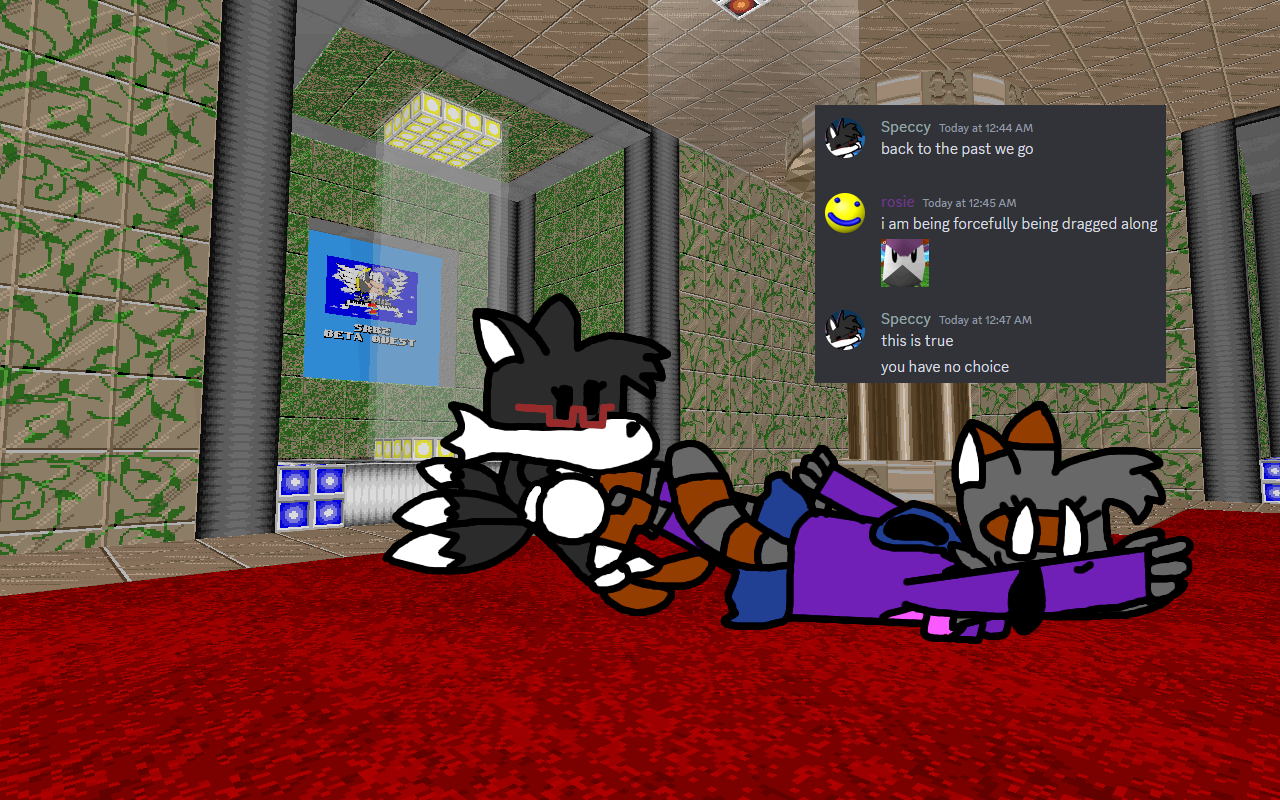 SRB2
BETA QUEST
Speccy Today at 12:44 AM
back to the past we go
rosie Today at 12:45 AM
i am being forcefully being dragged along
Speccy Today at 12:47 AM
this is true
you have no choice